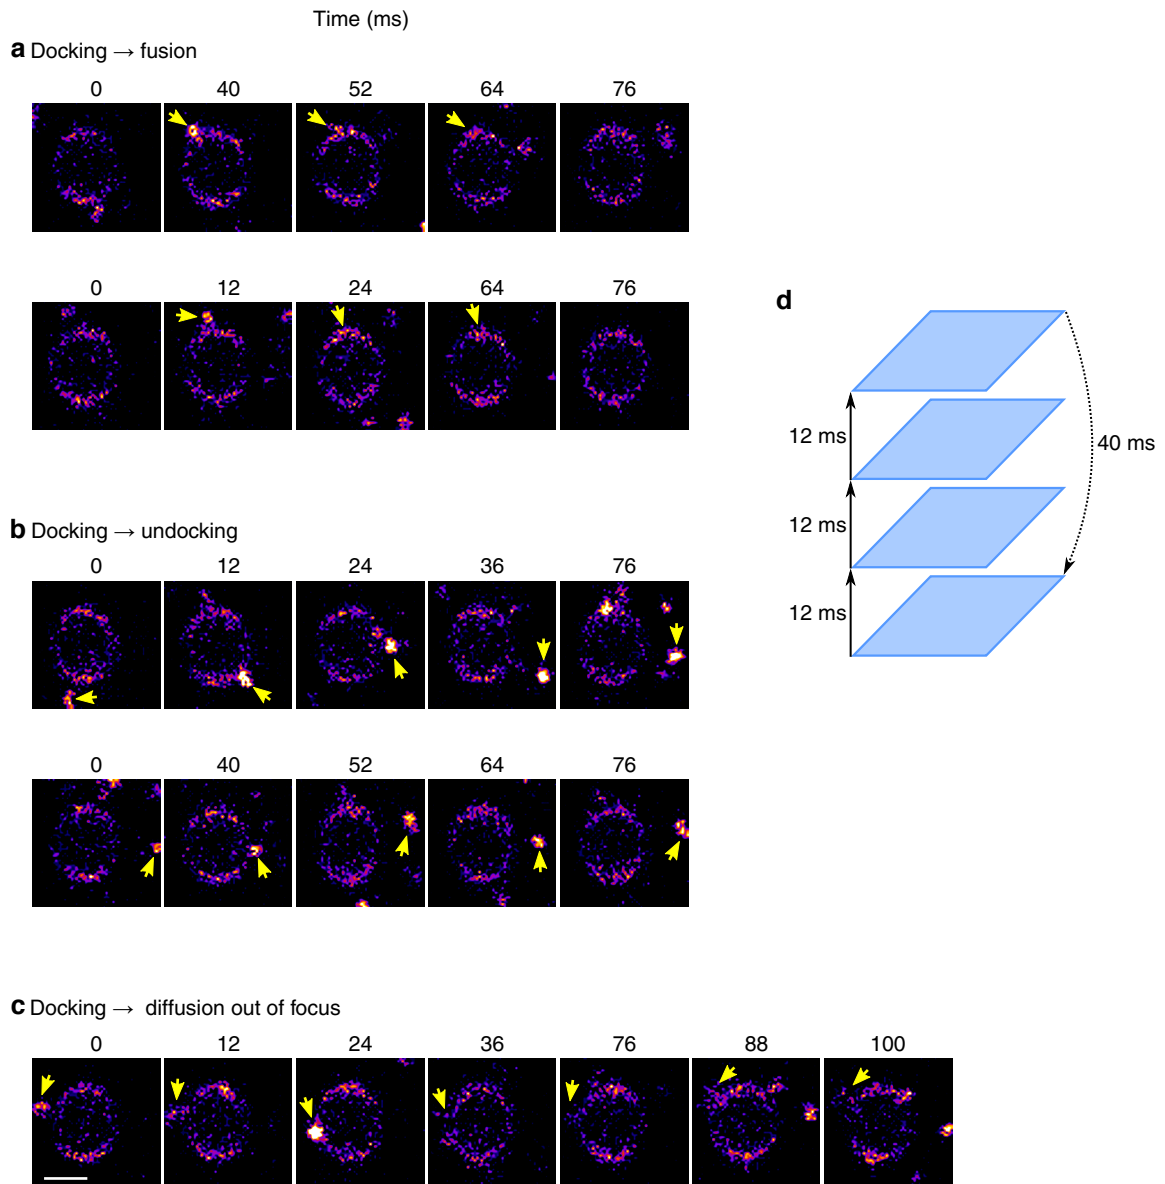 Time (ms)
a Docking → fusion
0 40 52 64 76
0 12 24 64 76
b Docking → undocking
0 12 24 36 76
0 40 52 64 76
c Docking → diffusion out of focus
0 12 24 36 76 88 100
d
12 ms
40 ms
12 ms
12 ms